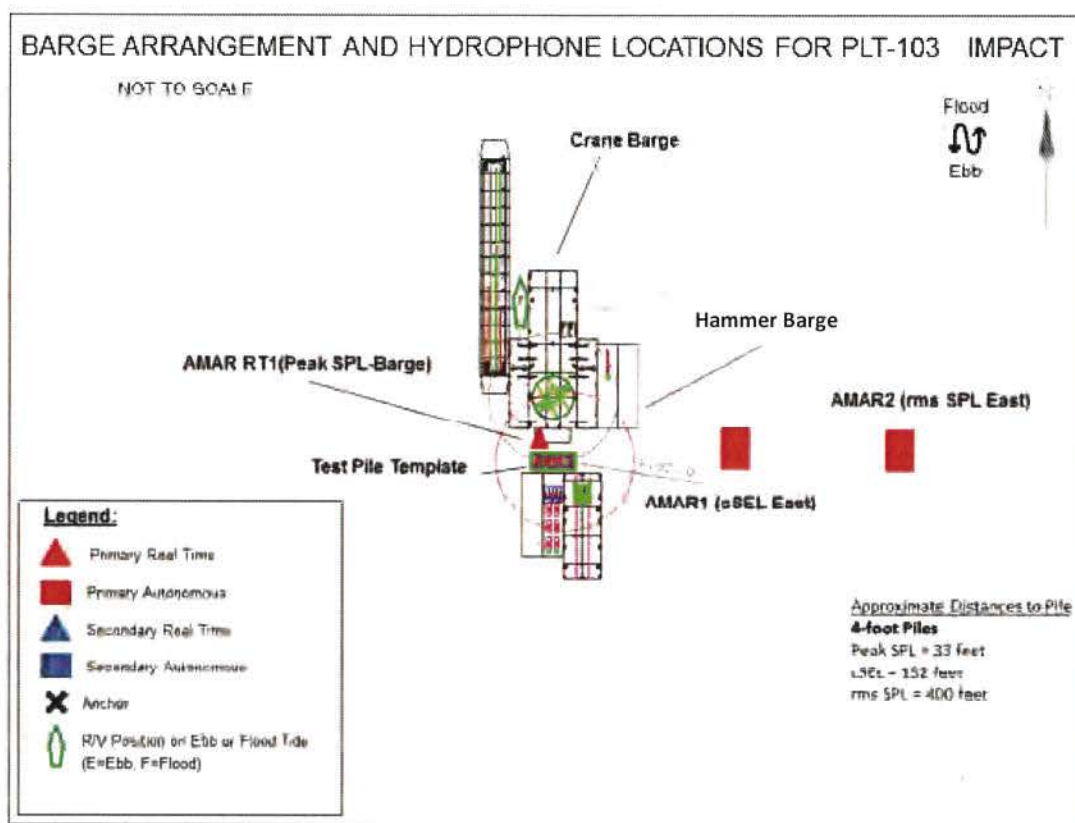 BARGE ARRANGEMENT AND HYDROPHONE LOCATIONS FOR PLT-103 IMPACT
NOT TO SCALE
Flood
Ebb
Crane Barge
Hammer Barge
AMAR RT1(Peak SPL-Barge)
AMAR2 (rms SPL East)
Test Pile Template
AMAR1 (cSEL East)
Legend:
Primary Real Time
Primary Autonomous
Secondary Real Time
Secondary Autonomous
Anchor
R/V Position on Ebb or Flood Tide
(E=Ebb, F=Flood)
Approximate Distances to Pile
4-foot Piles
Peak SPL = 33 feet
cSEL = 152 feet
rms SPL = 400 feet